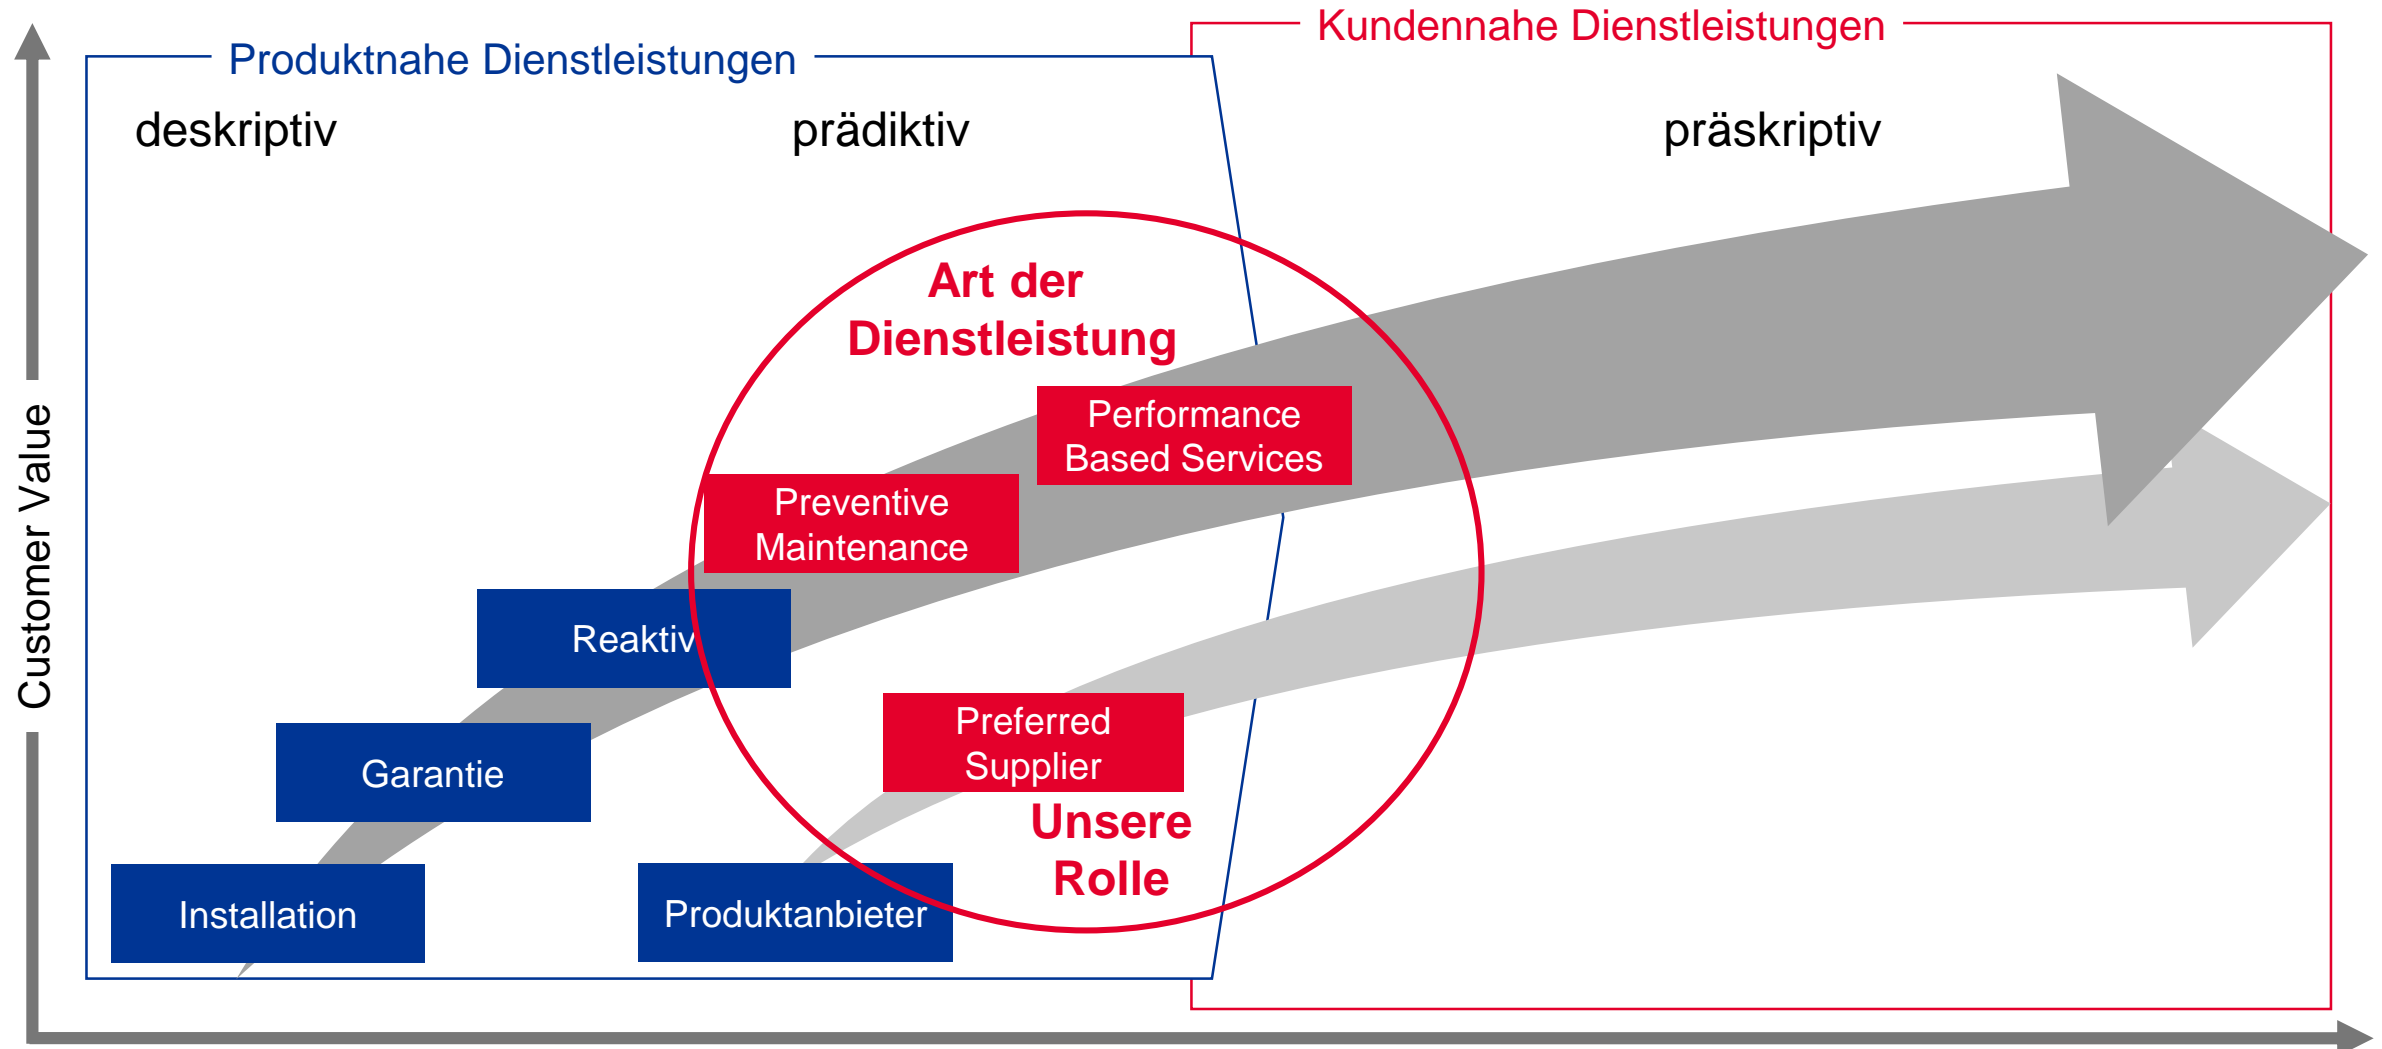 Kundennahe Dienstleistungen
Produktnahe Dienstleistungen
deskriptiv
prädiktiv
präskriptiv
Art der
Dienstleistung
Performance
Based Services
Preventive
Maintenance
Reaktiv
Garantie
Installation
Preferred
Supplier
Unsere
Rolle
Produktanbieter
Customer Value